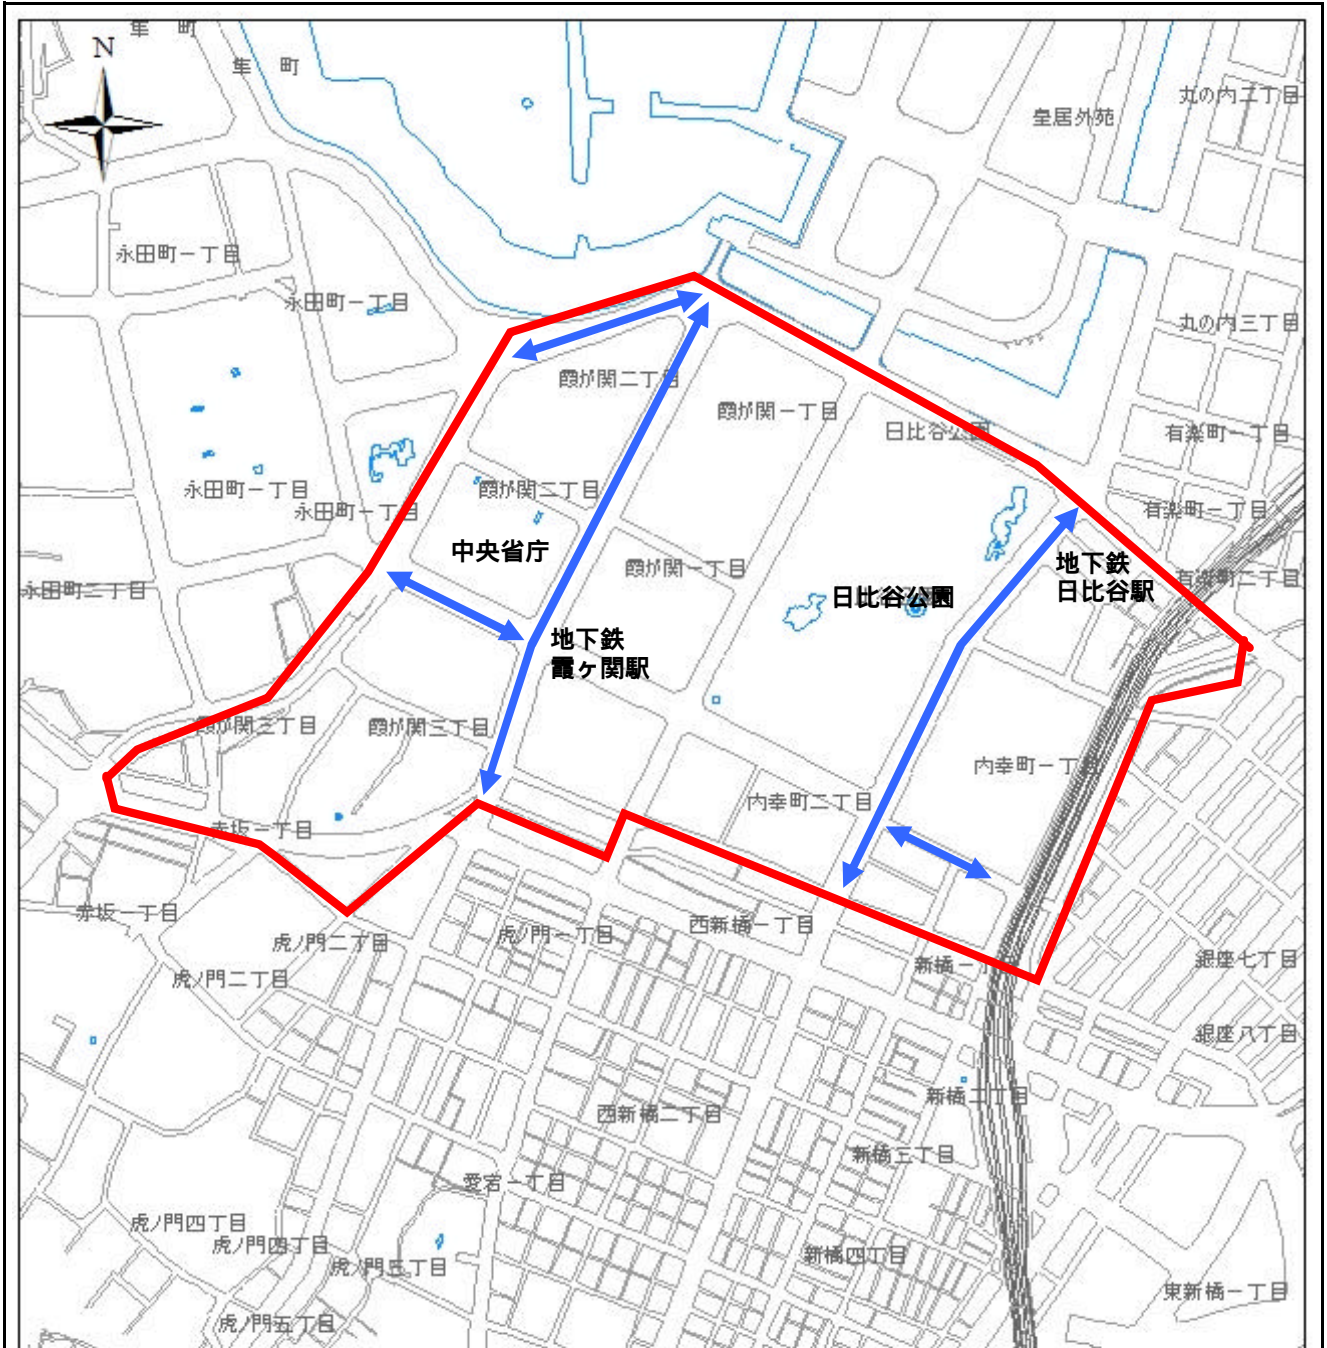 隼 町
N
隼 町
丸の内二丁目
皇居外苑
永田町一丁目
永田町一丁目
丸の内三丁目
霞が関二丁目
霞が関一丁目
日比谷公園
有楽町一丁目
永田町一丁目
霞が関二丁目
永田町一丁目
有楽町一丁目
中央省庁
霞が関一丁目
地下鉄
日比谷駅
有楽町二丁目
永田町二丁目
日比谷公園
地下鉄
霞ヶ関駅
霞が関三丁目
霞が関三丁目
内幸町一丁目
内幸町二丁目
赤坂一丁目
赤坂一丁目
虎ノ門二丁目
虎ノ門一丁目
西新橋一丁目
新橋一
虎ノ門二丁目
銀座七丁目
銀座八丁目
新橋二丁目
西新橋二丁目
新橋三丁目
愛宕一丁目
虎ノ門四丁目
虎ノ門四丁目
虎ノ門三丁目
新橋四丁目
東新橋一丁目
虎ノ門五丁目